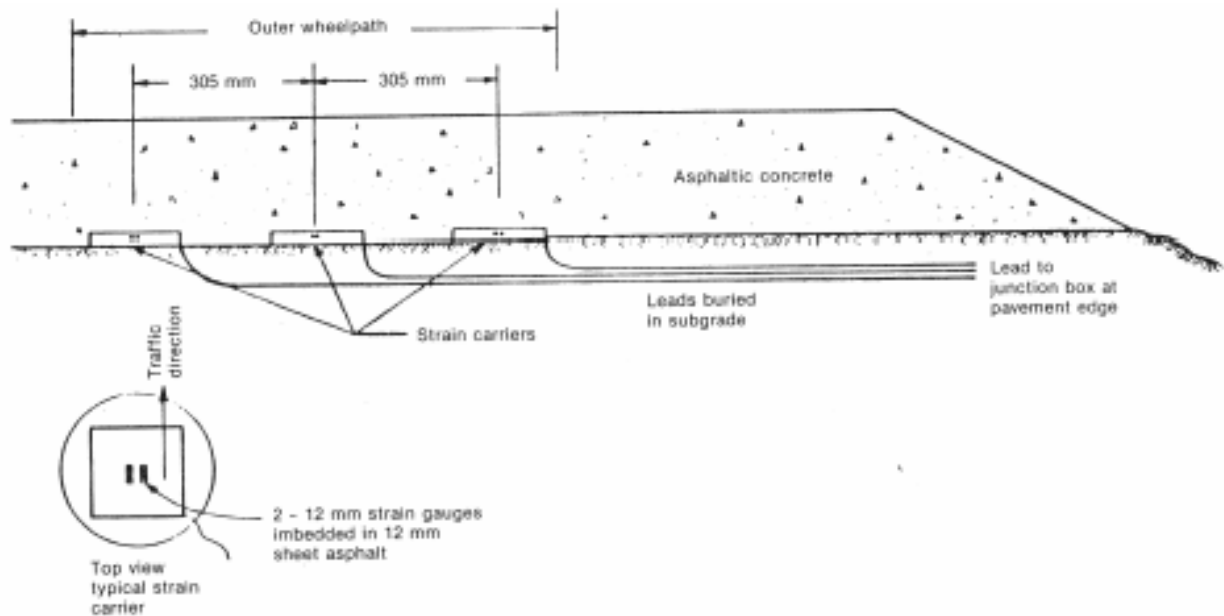 Outer wheelpath
305 mm
305 mm
Asphaltic concrete
Lead to
junction box at
pavement edge
Leads buried
in subgrade
Strain carriers
Traffic
direction
2 - 12 mm strain gauges
imbedded in 12 mm
sheet asphalt
Top view
typical strain
carrier